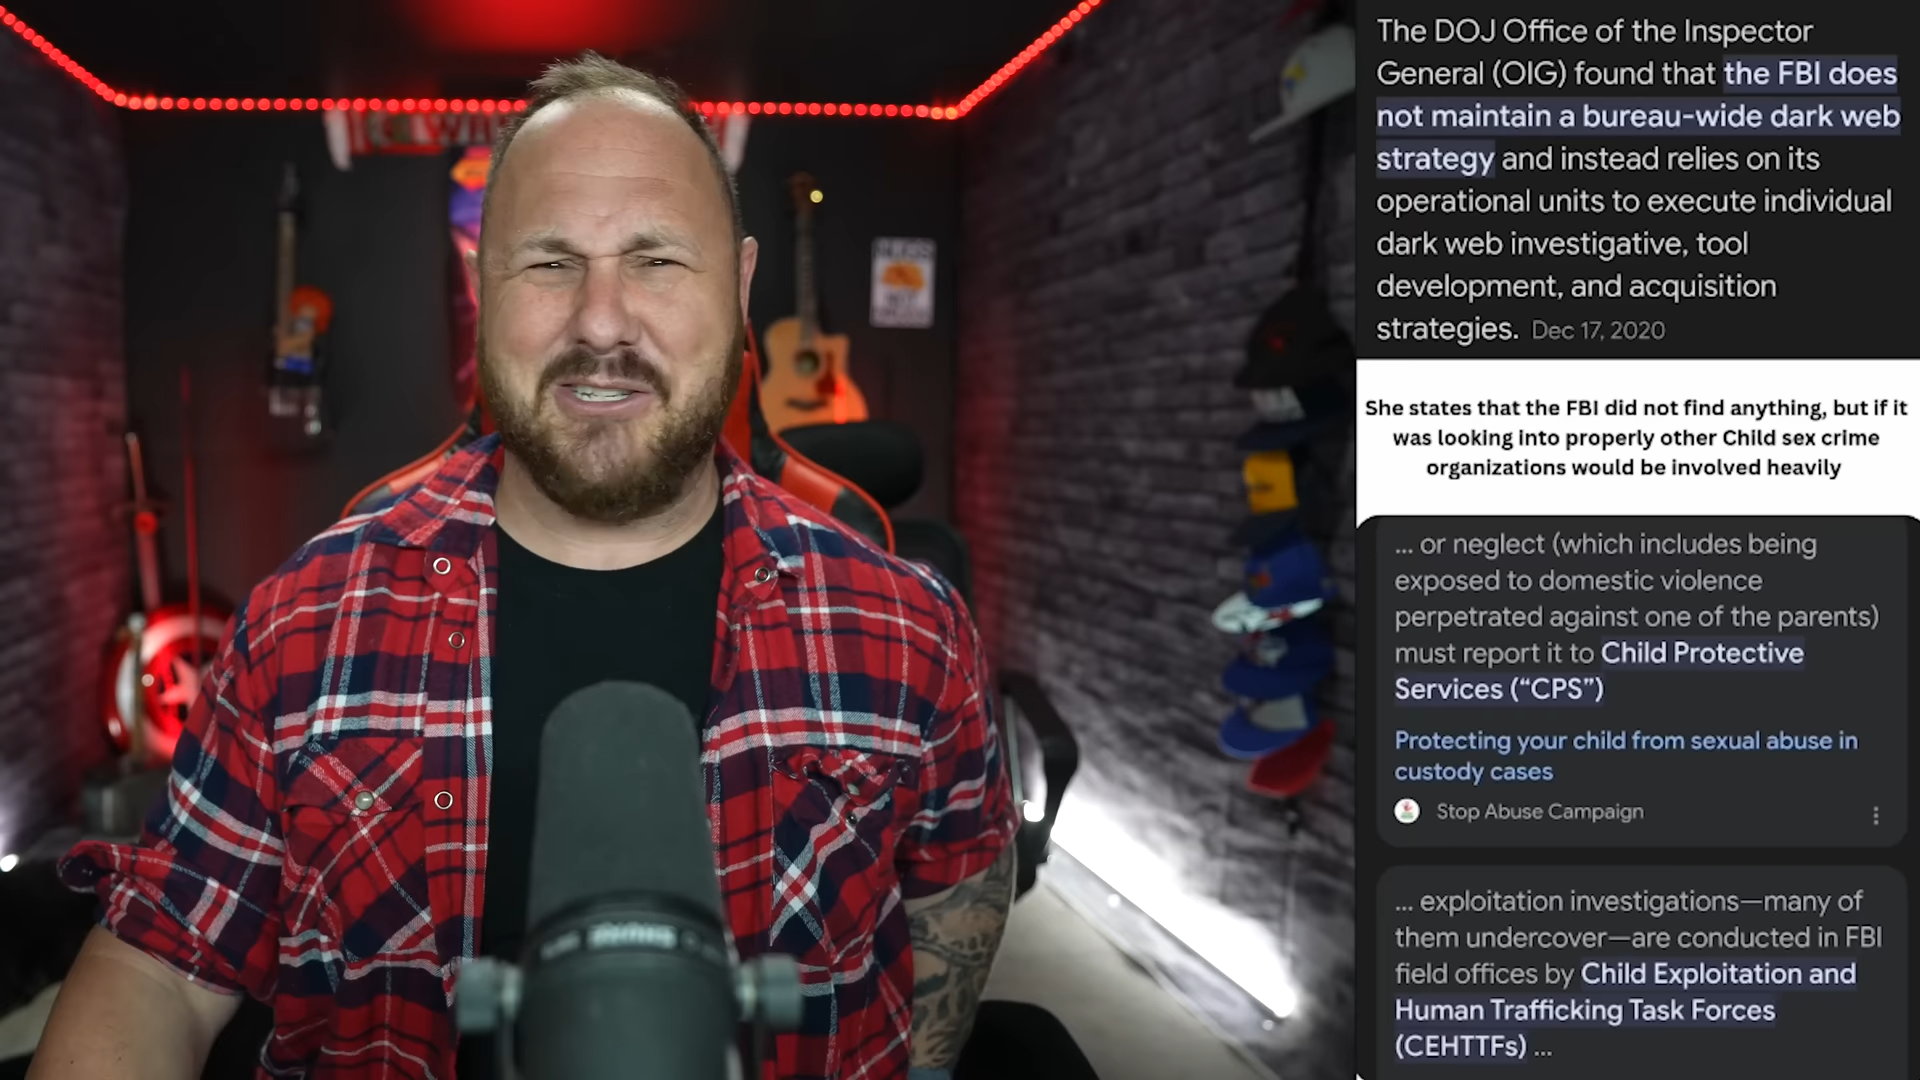 The DOJ Office of the Inspector
General (OIG) found that the FBI does
not maintain a bureau-wide dark web
strategy and instead relies on its
operational units to execute individual
dark web investigative, tool
development, and acquisition
strategies. Dec 17, 2020
She states that the FBI did not find anything, but if it
was looking into properly other Child sex crime
organizations would be involved heavily
... or neglect (which includes being
exposed to domestic violence
perpetrated against one of the parents)
must report it to Child Protective
Services (“CPS”)
Protecting your child from sexual abuse in
custody cases
Stop Abuse Campaign
... exploitation investigations—many of
them undercover—are conducted in FBI
field offices by Child Exploitation and
Human Trafficking Task Forces
(CEHTTFs) ...